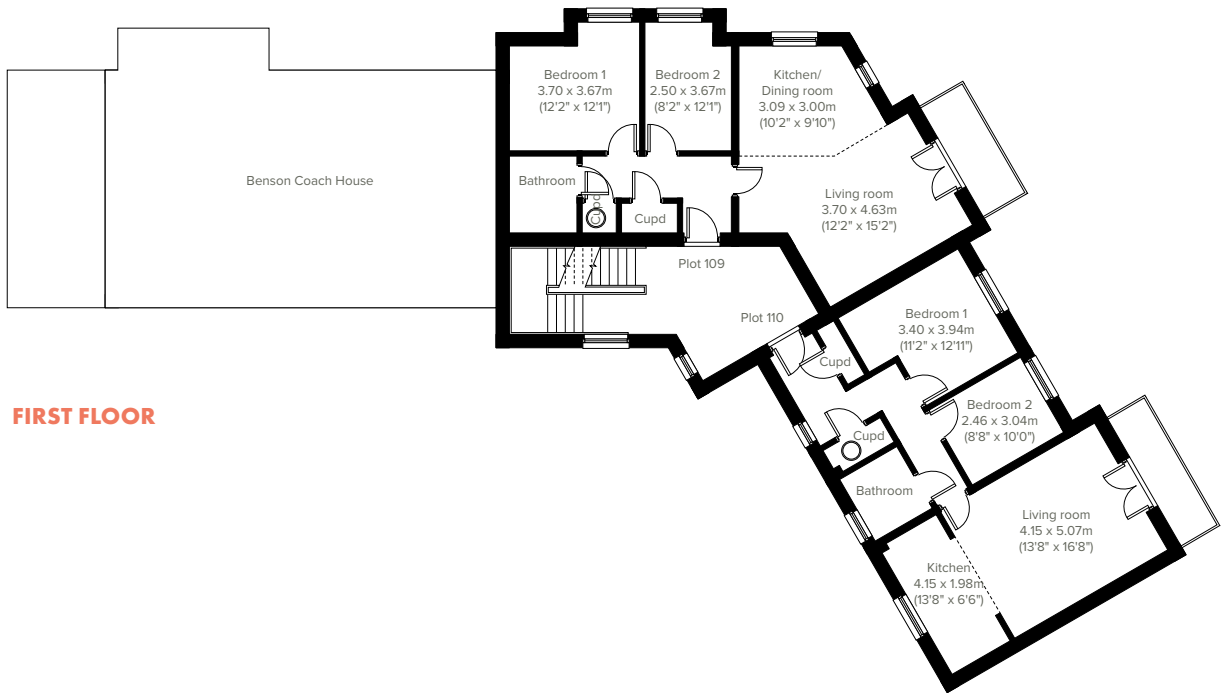 Benson Coach House
Bedroom 1
3.70 x 3.67m
(12'2" x 12'1")
Bedroom 2
2.50 x 3.67m
(8'2" x 12'1")
Kitchen/
Dining room
3.09 x 3.00m
(10'2" x 9'10")
Bathroom
Cupd
Cupd
Living room
3.70 x 4.63m
(12'2" x 15'2")
Plot 109
Plot 110
Bedroom 1
3.40 x 3.94m
(11'2" x 12'11")
Cupd
Bedroom 2
2.46 x 3.04m
(8'8" x 10'0")
Cupd
Bathroom
Living room
4.15 x 5.07m
(13'8" x 16'8")
Kitchen
4.15 x 1.98m
(13'8" x 6'6")
FIRST FLOOR